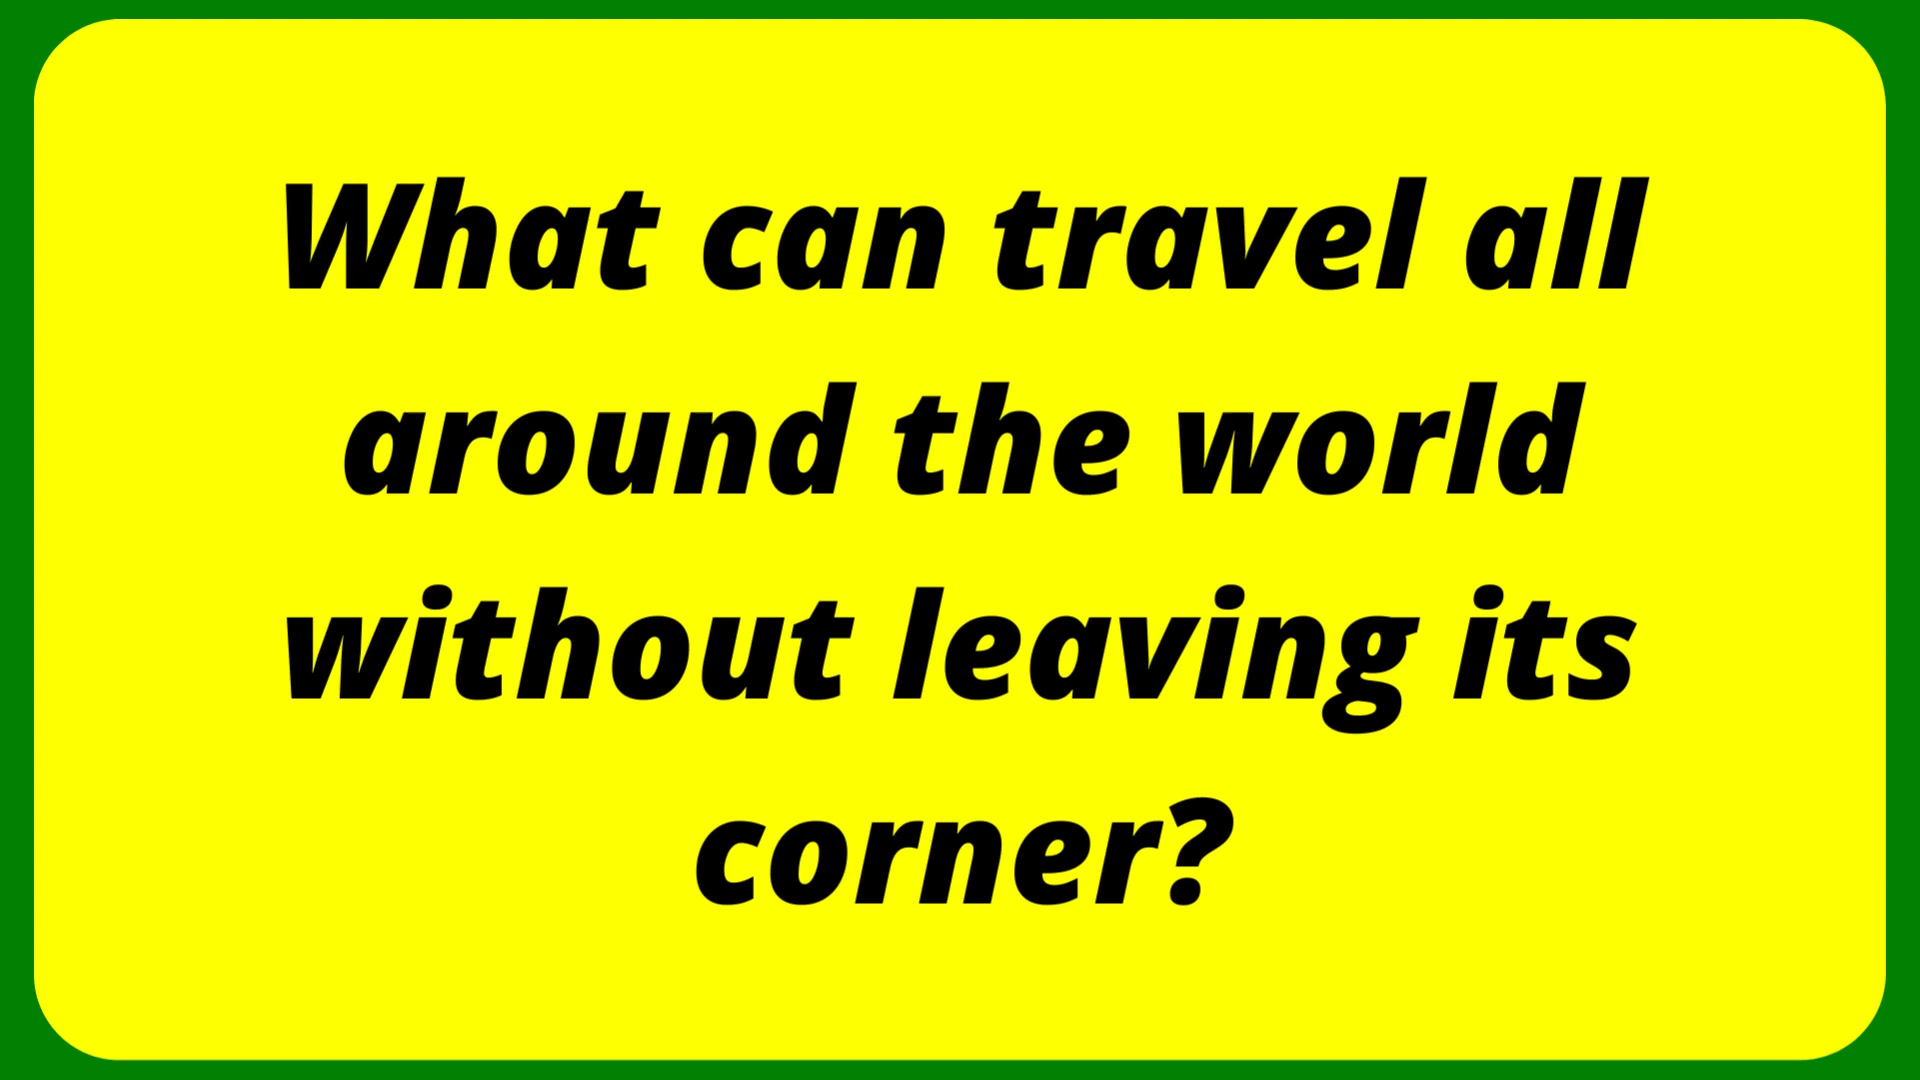 What can travel all
around the world
without leaving its
corner?